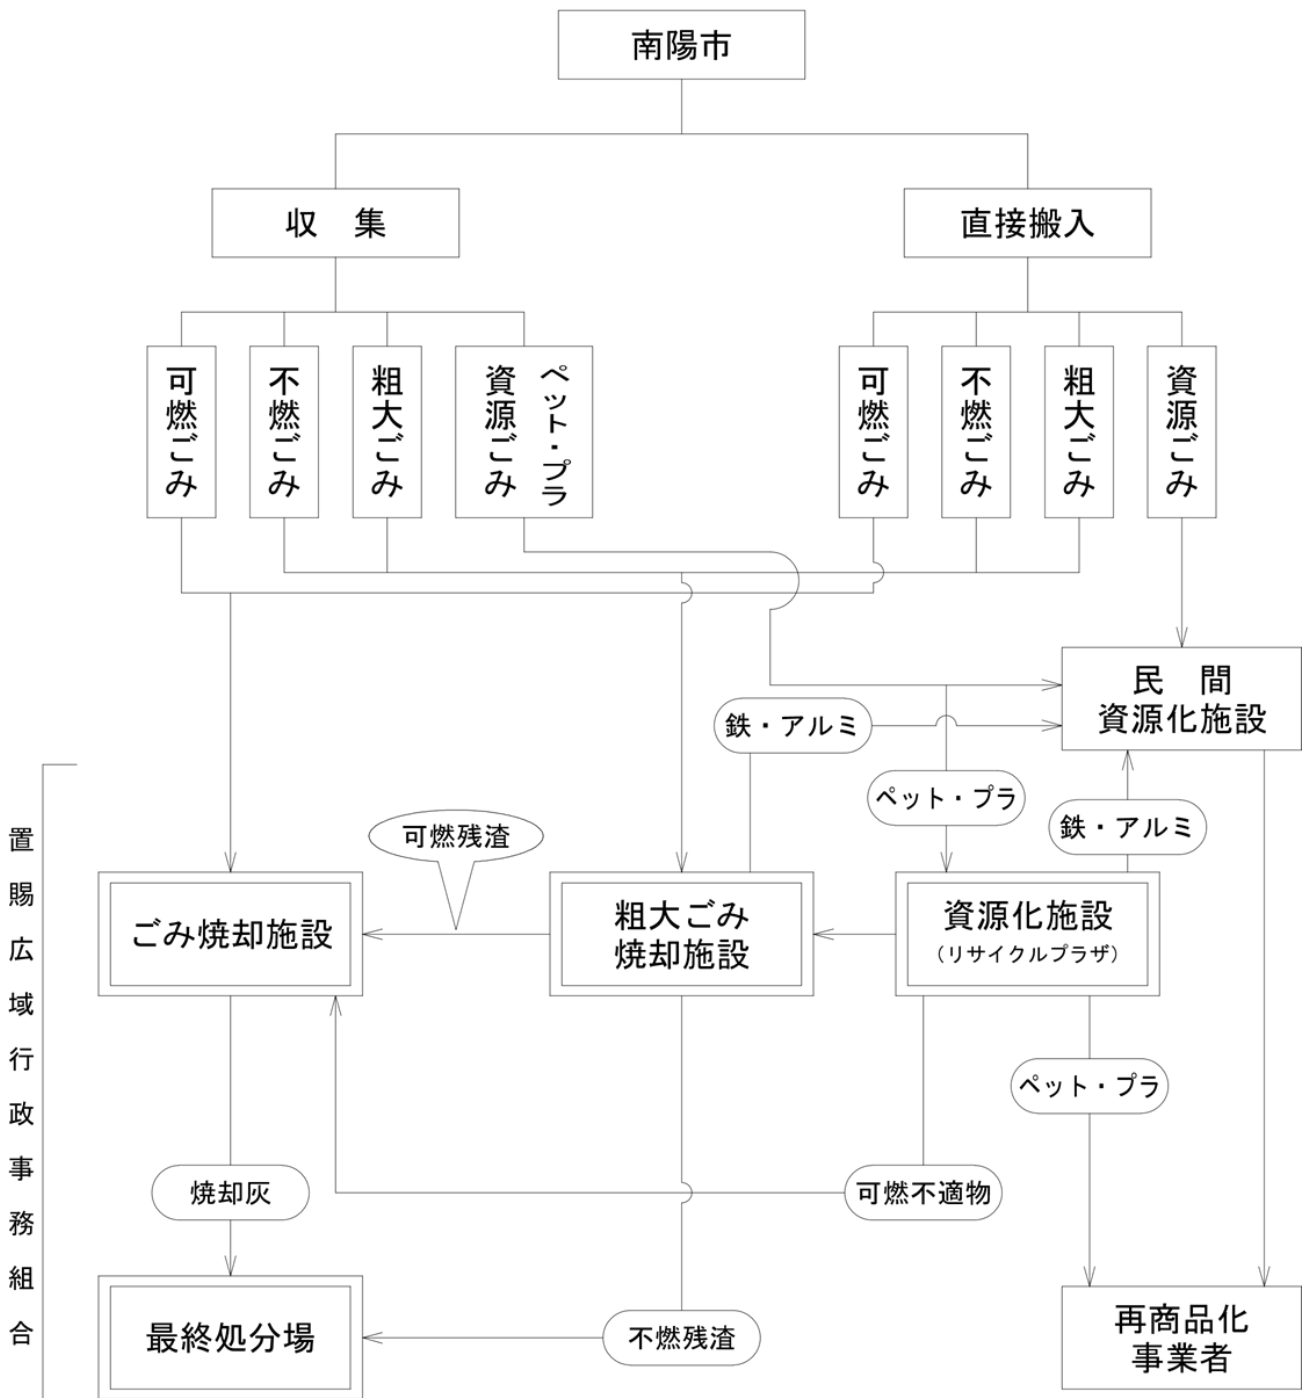 南陽市
収　集
直接搬入
可燃ごみ
不燃ごみ
粗大ごみ
ペット・プラ
資源ごみ
可燃ごみ
不燃ごみ
粗大ごみ
資源ごみ
民　間
資源化施設
鉄・アルミ
ペット・プラ
鉄・アルミ
可燃残渣
置賜広域行政事務組合
ごみ焼却施設
粗大ごみ
焼却施設
資源化施設
（リサイクルプラザ）
ペット・プラ
焼却灰
可燃不適物
最終処分場
不燃残渣
再商品化
事業者